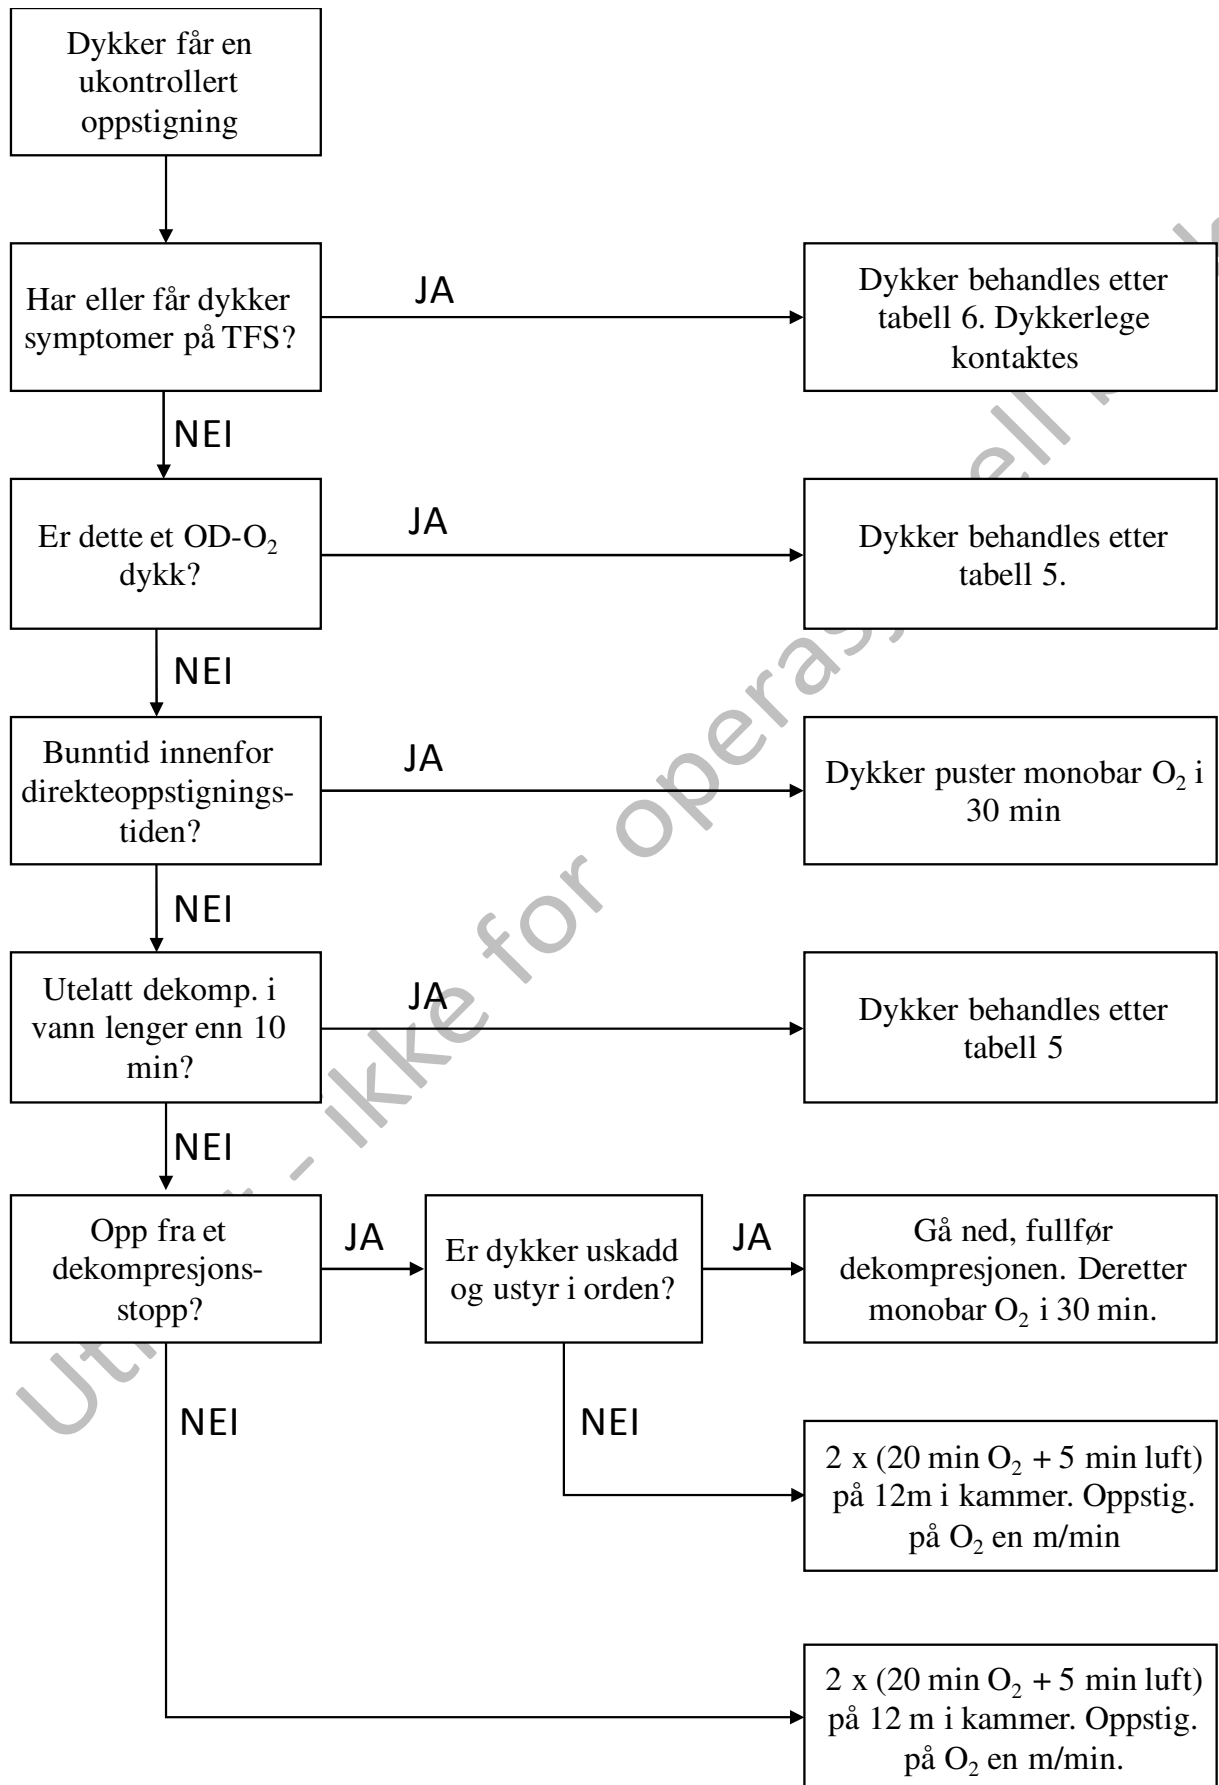 Dykker får en
ukontrollert
oppstigning
Har eller får dykker
symptomer på TFS?
JA
Dykker behandles etter
tabell 6. Dykkerlege
kontaktes
NEI
Er dette et OD-O₂
dykk?
JA
Dykker behandles etter
tabell 5.
NEI
Bunntid innenfor
direkteoppstignings-
tiden?
JA
Dykker puster monobar O₂ i
30 min
NEI
Utelatt dekomp. i
vann lenger enn 10
min?
JA
Dykker behandles etter
tabell 5
NEI
Opp fra et
dekompresjons-
stopp?
JA
Er dykker uskadd
og ustyr i orden?
JA
Gå ned, fullfør
dekompresjonen. Deretter
monobar O₂ i 30 min.
NEI
NEI
2 x (20 min O₂ + 5 min luft)
på 12m i kammer. Oppstig.
på O₂ en m/min
2 x (20 min O₂ + 5 min luft)
på 12 m i kammer. Oppstig.
på O₂ en m/min.
- ikke for